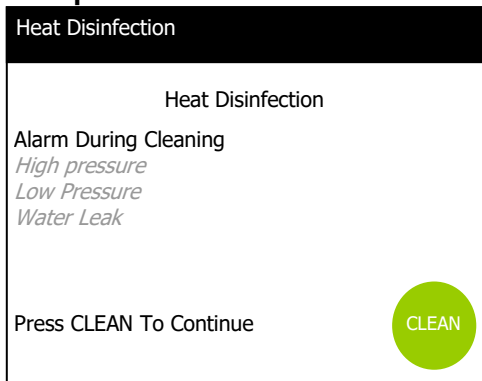 Heat Disinfection
Heat Disinfection
Alarm During Cleaning
High pressure
Low Pressure
Water Leak
Press CLEAN To Continue
CLEAN